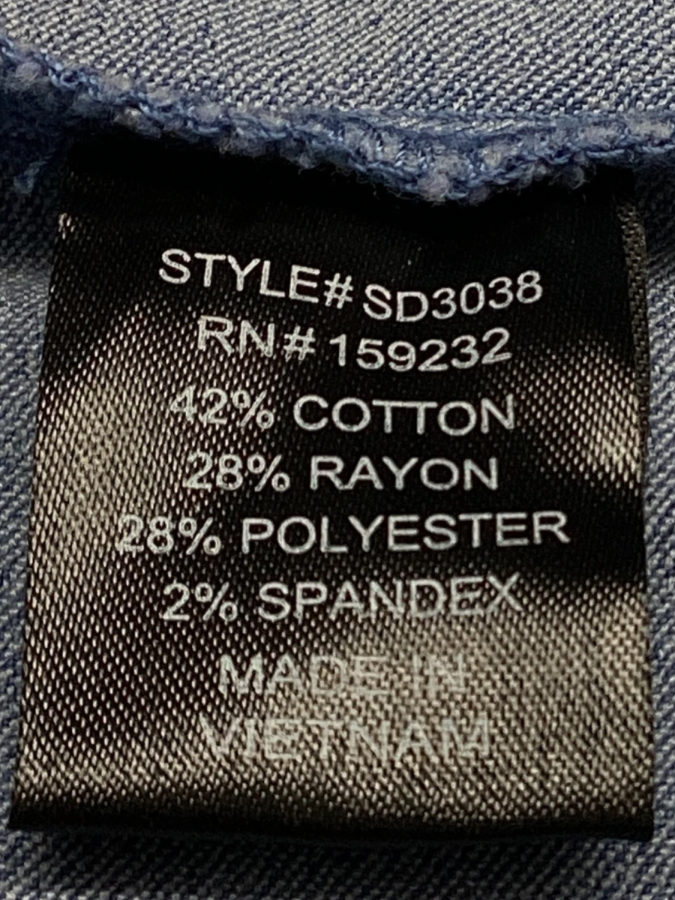 STYLE# SD3038
RN# 159232
42% COTTON
28% RAYON
28% POLYESTER
2% SPANDEX
MADE IN
VIETNAM